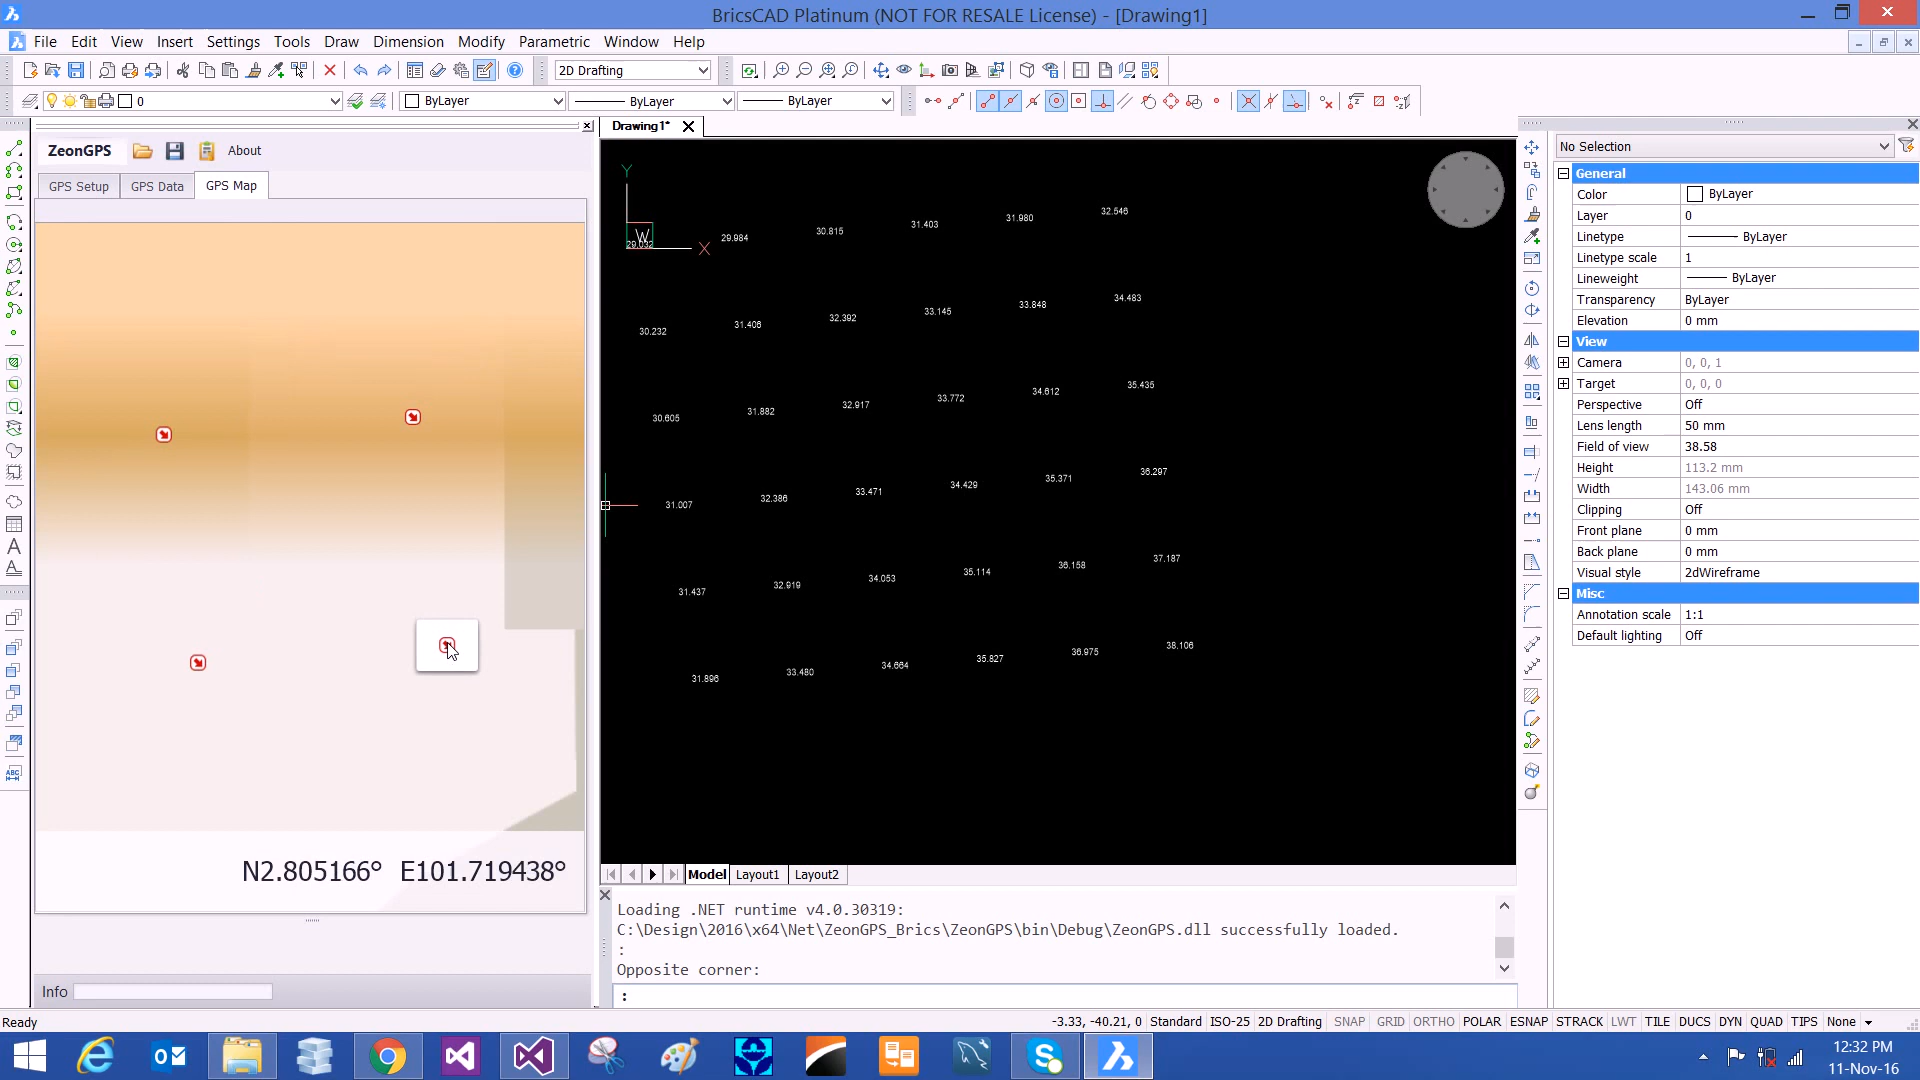 BricsCAD Platinum (NOT FOR RESALE License) - [Drawing1]
File Edit View Insert Settings Tools Draw Dimension Modify Parametric Window Help
2D Drafting
0 ByLayer ByLayer ByLayer
ZeonGPS About
GPS Setup GPS Data GPS Map
N2.805166° E101.719438°
Info
Drawing1*
Y
W
X
29.032 29.984 30.815 31.403 31.980 32.546
30.232 31.406 32.392 33.145 33.848 34.483
30.605 31.882 32.917 33.772 34.612 35.435
31.007 32.386 33.471 34.429 35.371 36.297
31.437 32.919 34.053 35.114 36.158 37.187
31.896 33.480 34.664 35.827 36.975 38.106
Model Layout1 Layout2
Loading .NET runtime v4.0.30319:
C:\Design\2016\x64\Net\ZeonGPS_Brics\ZeonGPS\bin\Debug\ZeonGPS.dll successfully loaded.
:
Opposite corner:
:
No Selection
General
Color ByLayer
Layer 0
Linetype ByLayer
Linetype scale 1
Lineweight ByLayer
Transparency ByLayer
Elevation 0 mm
View
Camera 0, 0, 1
Target 0, 0, 0
Perspective Off
Lens length 50 mm
Field of view 38.58
Height 113.2 mm
Width 143.06 mm
Clipping Off
Front plane 0 mm
Back plane 0 mm
Visual style 2dWireframe
Misc
Annotation scale 1:1
Default lighting Off
Ready
-3.33, -40.21, 0 Standard ISO-25 2D Drafting SNAP GRID ORTHO POLAR ESNAP STRACK LWT TILE DUCS DYN QUAD TIPS None
12:32 PM
11-Nov-16